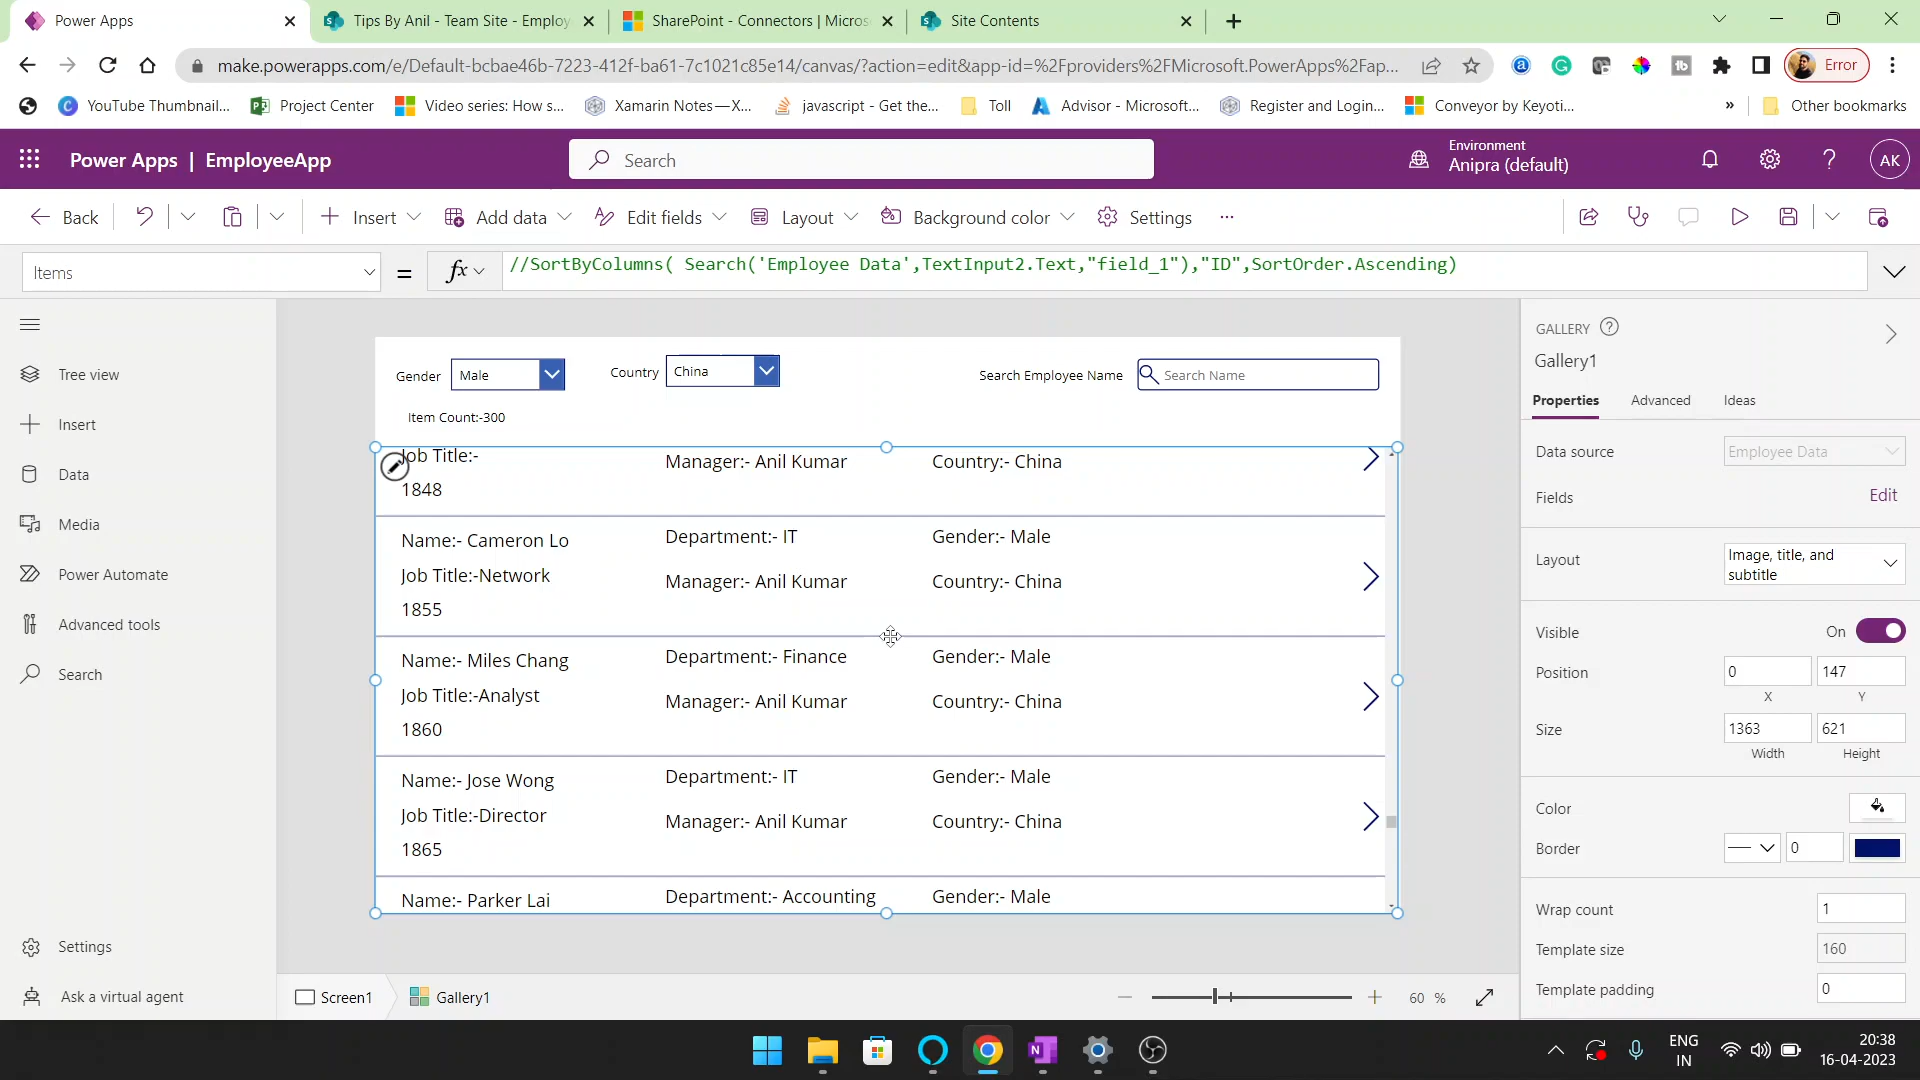 Power Apps
Tips By Anil - Team Site - Employ
SharePoint - Connectors | Micros
Site Contents
make.powerapps.com/e/Default-bcbae46b-7223-412f-ba61-7c1021c85e14/canvas/?action=edit&app-id=%2Fproviders%2FMicrosoft.PowerApps%2Fap...
Error
YouTube Thumbnail...
Project Center
Video series: How s...
Xamarin Notes—X...
javascript - Get the...
Toll
Advisor - Microsoft...
Register and Login...
Conveyor by Keyoti...
»
Other bookmarks
Power Apps | EmployeeApp
Search
Environment
Anipra (default)
AK
Back
Insert
Add data
Edit fields
Layout
Background color
Settings
...
Items
=
fx
//SortByColumns( Search('Employee Data',TextInput2.Text,"field_1"),"ID",SortOrder.Ascending)
Tree view
Insert
Data
Media
Power Automate
Advanced tools
Search
Settings
Ask a virtual agent
Gender
Male
Country
China
Search Employee Name
Search Name
Item Count:-300
Job Title:-
Manager:- Anil Kumar
Country:- China
1848
Name:- Cameron Lo
Department:- IT
Gender:- Male
Job Title:-Network
Manager:- Anil Kumar
Country:- China
1855
Name:- Miles Chang
Department:- Finance
Gender:- Male
Job Title:-Analyst
Manager:- Anil Kumar
Country:- China
1860
Name:- Jose Wong
Department:- IT
Gender:- Male
Job Title:-Director
Manager:- Anil Kumar
Country:- China
1865
Name:- Parker Lai
Department:- Accounting
Gender:- Male
Screen1
Gallery1
60 %
GALLERY
Gallery1
Properties
Advanced
Ideas
Data source
Employee Data
Fields
Edit
Layout
Image, title, and
subtitle
Visible
On
Position
0
147
X
Y
Size
1363
621
Width
Height
Color
Border
0
Wrap count
1
Template size
160
Template padding
0
ENG
IN
20:38
16-04-2023